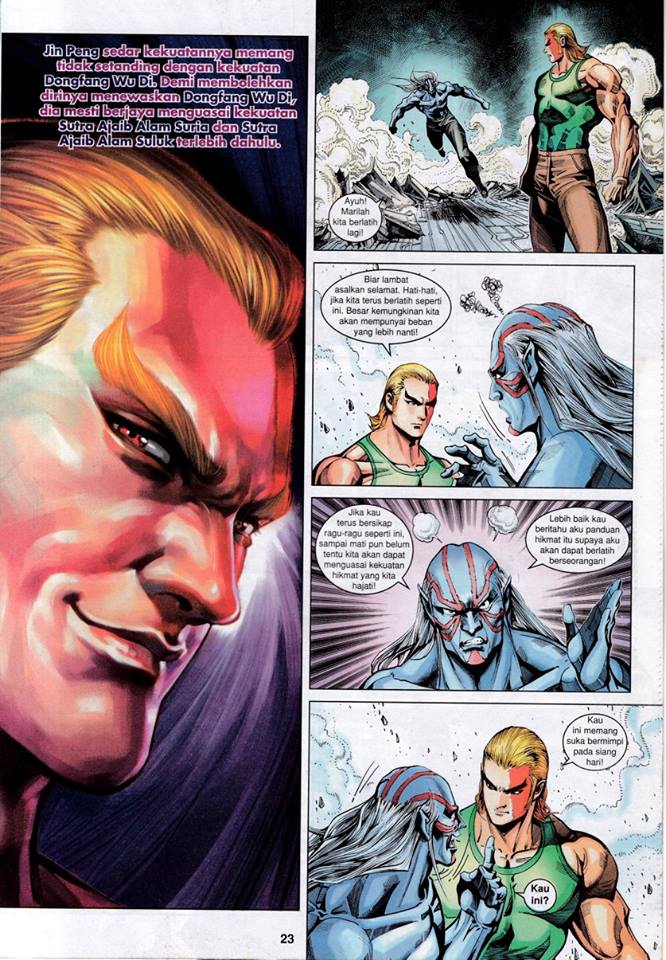 Jin Peng sedar kekuatannya memang
tidak setanding dengan kekuatan
Dongfang Wu Di. Demi membolehkan
dirinya menewaskan Dongfang Wu Di,
dia mesti berjaya menguasai kekuatan
Sutra Ajaib Alam Suria dan Sutra
Ajaib Alam Suluk terlebih dahulu.
Ayuh!
Marilah
kita berlatih
lagi!
Biar lambat
asalkan selamat. Hati-hati,
jika kita terus berlatih seperti
ini. Besar kemungkinan kita
akan mempunyai beban
yang lebih nanti!
Jika kau
terus bersikap
ragu-ragu seperti ini,
sampai mati pun belum
tentu kita akan dapat
menguasai kekuatan
hikmat yang kita
hajati!
Lebih baik kau
beritahu aku panduan
hikmat itu supaya aku
akan dapat berlatih
berseorangan!
Kau
ini memang
suka bermimpi
pada siang
hari!
Kau
ini?
23